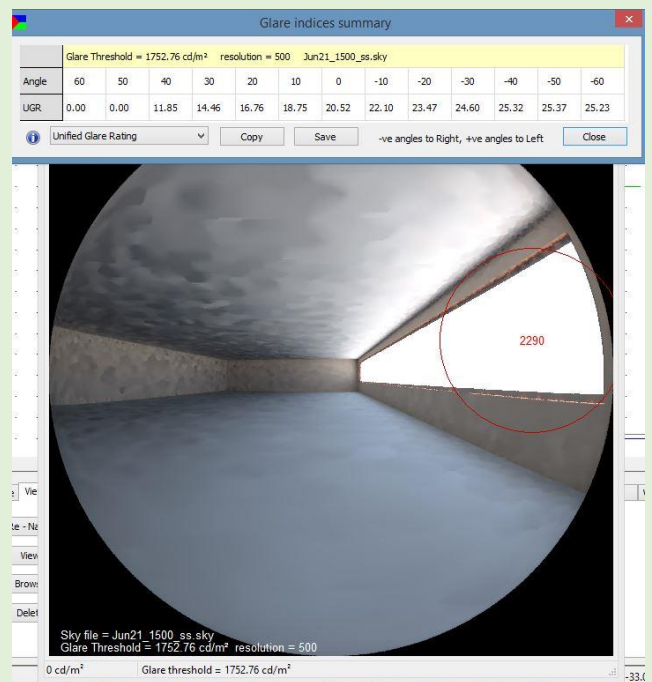 Glare indices summary
Glare Threshold = 1752.76 cd/m² resolution = 500 Jun21_1500_ss.sky
Angle 60 50 40 30 20 10 0 -10 -20 -30 -40 -50 -60
UGR 0.00 0.00 11.85 14.46 16.76 18.75 20.52 22.10 23.47 24.60 25.32 25.37 25.23
Unified Glare Rating Copy Save -ve angles to Right, +ve angles to Left Close
2290
Vie
View
Brow
Delet
Sky file = Jun21_1500_ss.sky
Glare Threshold = 1752.76 cd/m² resolution = 500
0 cd/m² Glare threshold = 1752.76 cd/m²
-33.0